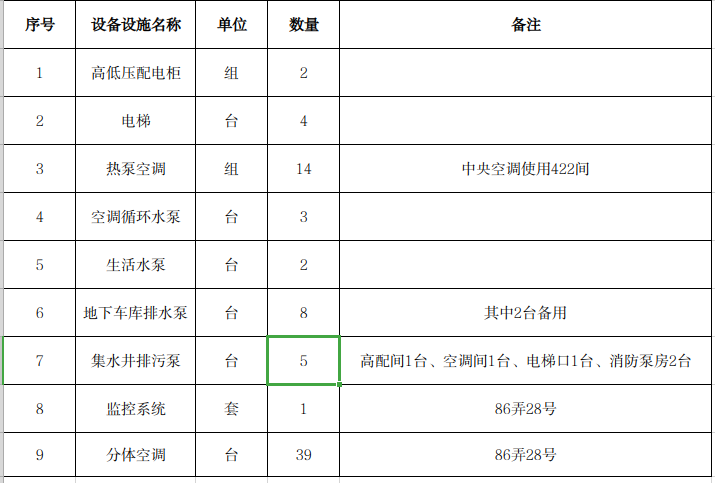 序号 设备设施名称 单位 数量 备注
1 高低压配电柜 组 2
2 电梯 台 4
3 热泵空调 组 14 中央空调使用422间
4 空调循环水泵 台 3
5 生活水泵 台 2
6 地下车库排水泵 台 8 其中2台备用
7 集水井排污泵 台 5 高配间1台、空调间1台、电梯口1台、消防泵房2台
8 监控系统 套 1 86弄28号
9 分体空调 台 39 86弄28号